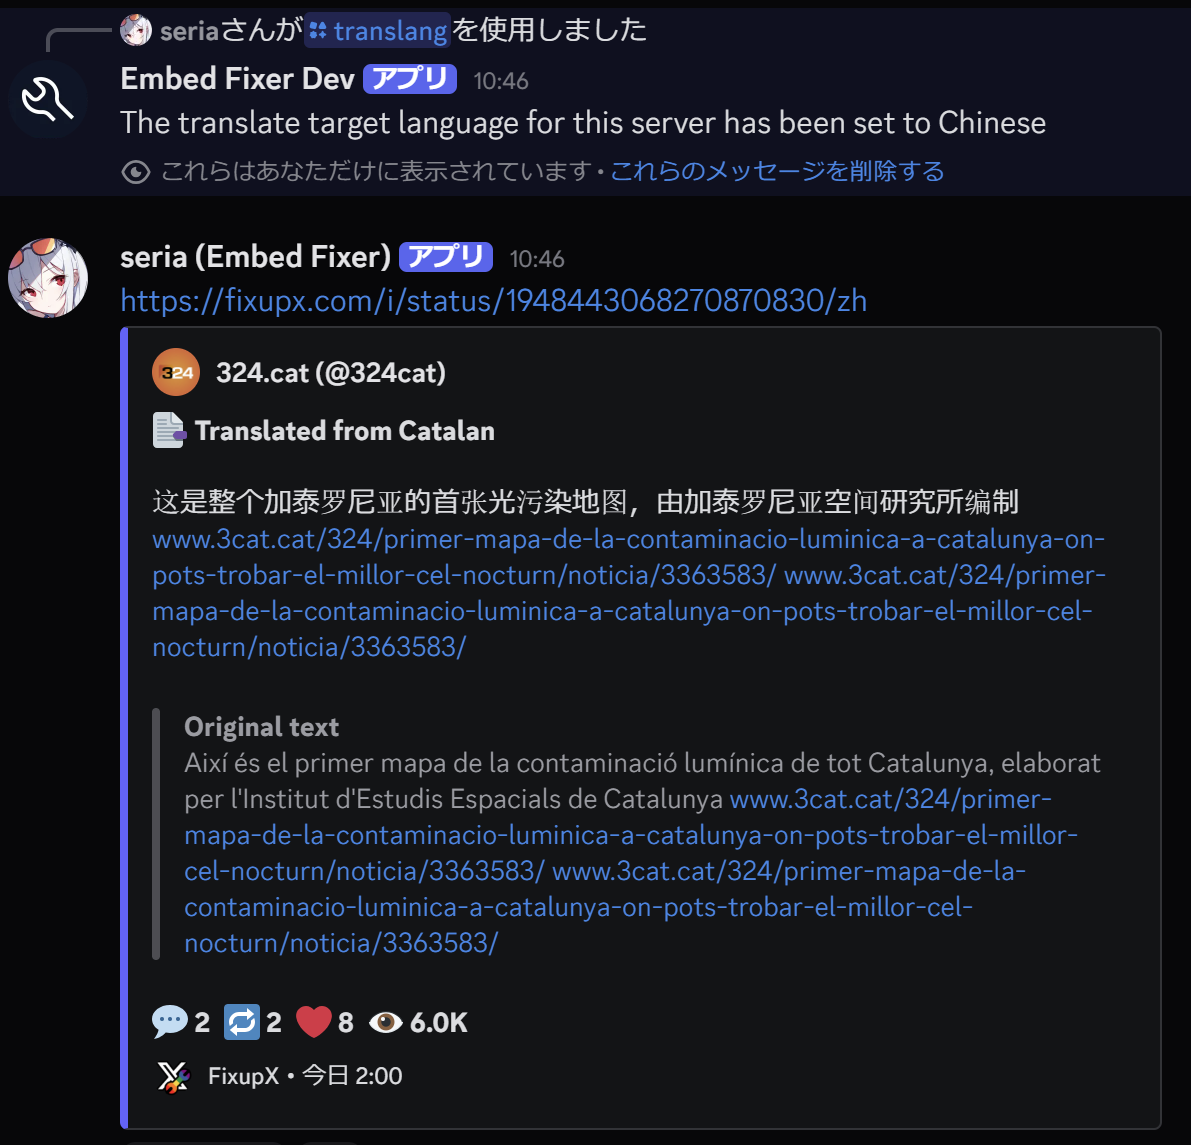 seriaさんが translang を使用しました
Embed Fixer Dev アプリ 10:46
The translate target language for this server has been set to Chinese
これらはあなただけに表示されています • これらのメッセージを削除する
seria (Embed Fixer) アプリ 10:46
https://fixupx.com/i/status/1948443068270870830/zh
324
324.cat (@324cat)
Translated from Catalan
这是整个加泰罗尼亚的首张光污染地图，由加泰罗尼亚空间研究所编制
www.3cat.cat/324/primer-mapa-de-la-contaminacio-luminica-a-catalunya-on-
pots-trobar-el-millor-cel-nocturn/noticia/3363583/ www.3cat.cat/324/primer-
mapa-de-la-contaminacio-luminica-a-catalunya-on-pots-trobar-el-millor-cel-
nocturn/noticia/3363583/
Original text
Així és el primer mapa de la contaminació lumínica de tot Catalunya, elaborat
per l'Institut d'Estudis Espacials de Catalunya www.3cat.cat/324/primer-
mapa-de-la-contaminacio-luminica-a-catalunya-on-pots-trobar-el-millor-
cel-nocturn/noticia/3363583/ www.3cat.cat/324/primer-mapa-de-la-
contaminacio-luminica-a-catalunya-on-pots-trobar-el-millor-cel-
nocturn/noticia/3363583/
2 2 8 6.0K
FixupX • 今日 2:00